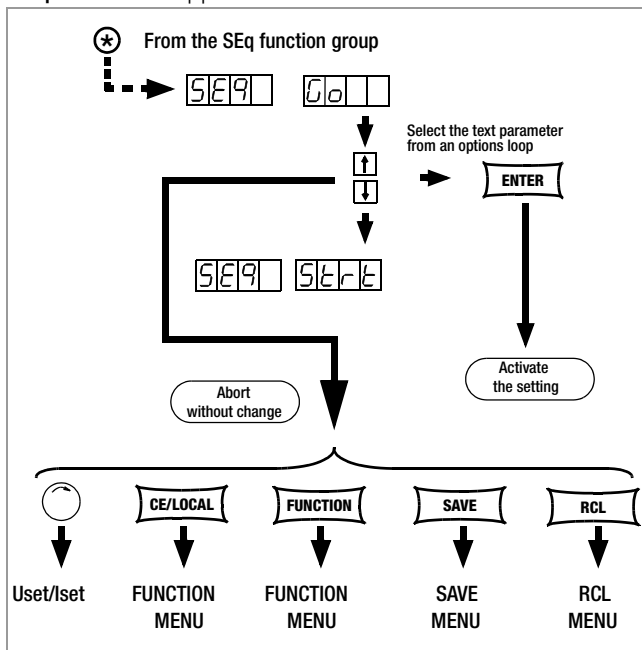 From the SEq function group
SEq Go
Select the text parameter
from an options loop
ENTER
SEq Strt
Activate
the setting
Abort
without change
CE/LOCAL FUNCTION SAVE RCL
Uset/Iset FUNCTION MENU FUNCTION MENU SAVE MENU RCL MENU